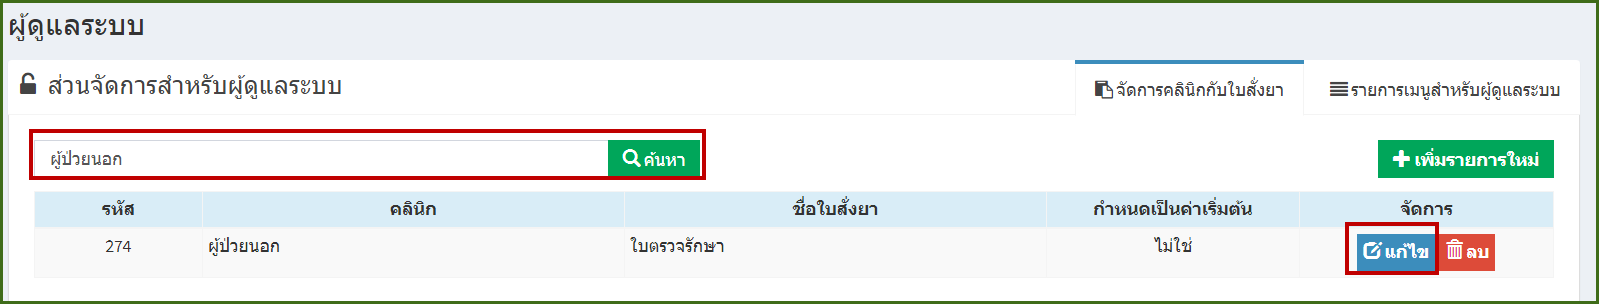 ผู้ดูแลระบบ
ส่วนจัดการสำหรับผู้ดูแลระบบ
จัดการคลินิกกับใบสั่งยา
รายการเมนูสำหรับผู้ดูแลระบบ
ผู้ป่วยนอก
ค้นหา
เพิ่มรายการใหม่
รหัส คลินิก ชื่อใบสั่งยา กำหนดเป็นค่าเริ่มต้น จัดการ
274 ผู้ป่วยนอก ใบตรวจรักษา ไม่ใช่ แก้ไข ลบ